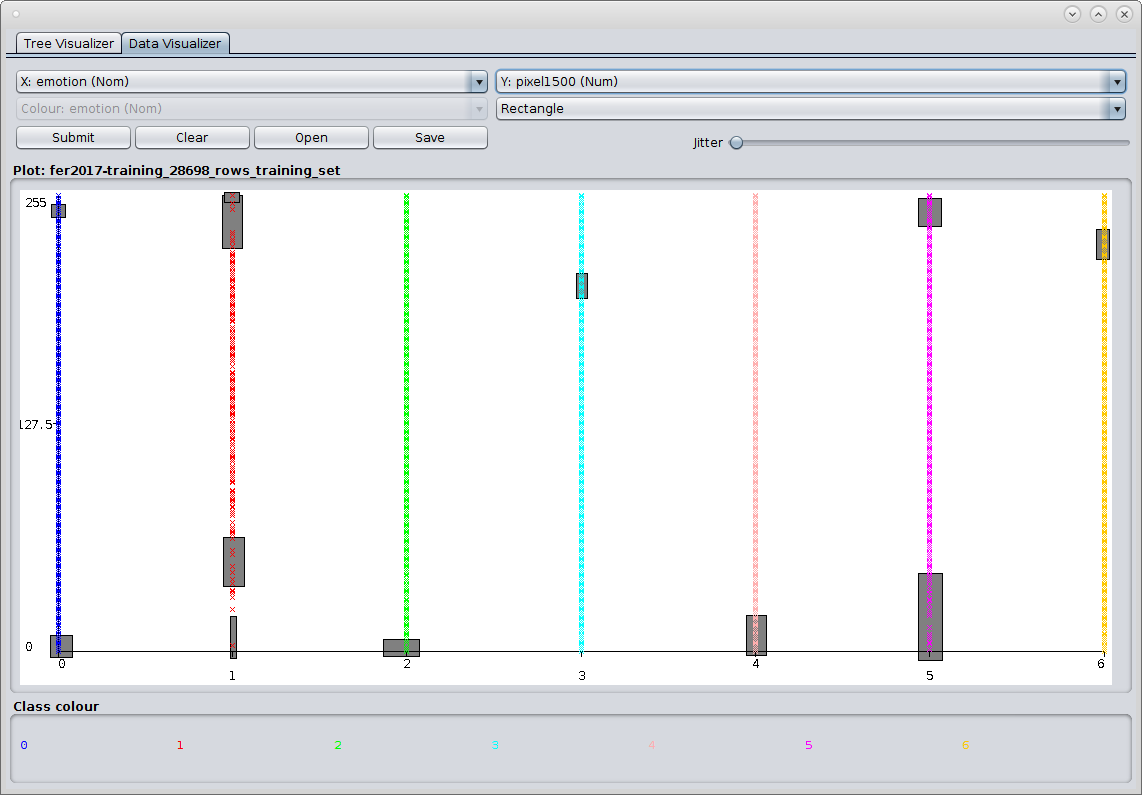 Tree Visualizer Data Visualizer
X: emotion (Nom) Y: pixel1500 (Num)
Colour: emotion (Nom) Rectangle
Submit Clear Open Save Jitter
Plot: fer2017-training_28698_rows_training_set
255
127.5
0
0 2 4 6
1 3 5
Class colour
0 1 2 3 4 5 6